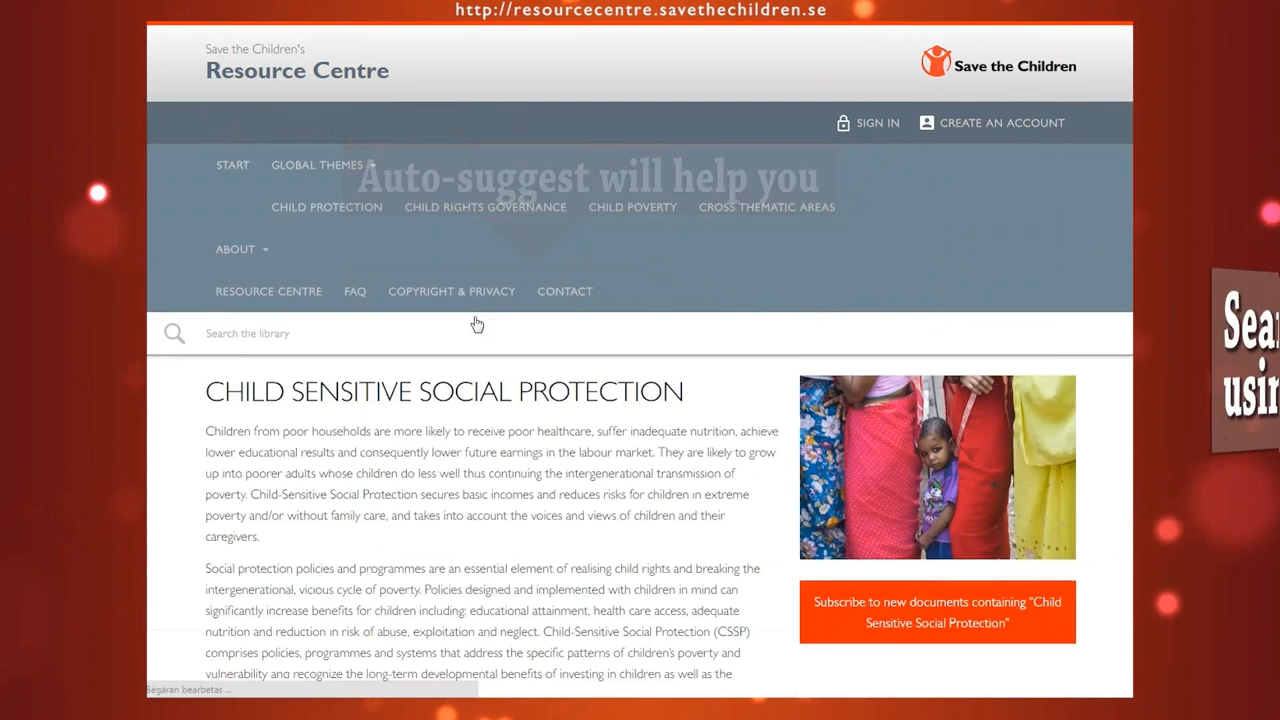 http://resourcecentre.savethechildren.se
Save the Children's
Resource Centre
Save the Children
SIGN IN
CREATE AN ACCOUNT
START
GLOBAL THEMES
Auto-suggest will help you
CHILD PROTECTION
CHILD RIGHTS GOVERNANCE
CHILD POVERTY
CROSS THEMATIC AREAS
ABOUT
RESOURCE CENTRE
FAQ
COPYRIGHT & PRIVACY
CONTACT
Search the library
CHILD SENSITIVE SOCIAL PROTECTION
Children from poor households are more likely to receive poor healthcare, suffer inadequate nutrition, achieve
lower educational results and consequently lower future earnings in the labour market. They are likely to grow
up into poorer adults whose children do less well thus continuing the intergenerational transmission of
poverty. Child-Sensitive Social Protection secures basic incomes and reduces risks for children in extreme
poverty and/or without family care, and takes into account the voices and views of children and their
caregivers.
Social protection policies and programmes are an essential element of realising child rights and breaking the
intergenerational, vicious cycle of poverty. Policies designed and implemented with children in mind can
significantly increase benefits for children including: educational attainment, health care access, adequate
nutrition and reduction in risk of abuse, exploitation and neglect. Child-Sensitive Social Protection (CSSP)
comprises policies, programmes and systems that address the specific patterns of children's poverty and
vulnerability and recognize the long-term developmental benefits of investing in children as well as the
Subscribe to new documents containing "Child
Sensitive Social Protection"
Begäran bearbetas ...